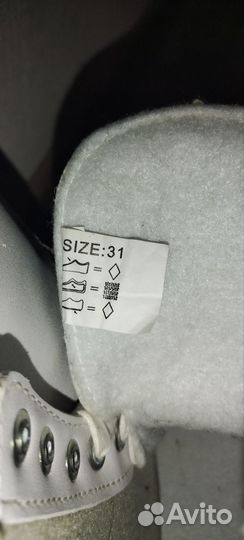 SIZE:31
=
=
=
Avito